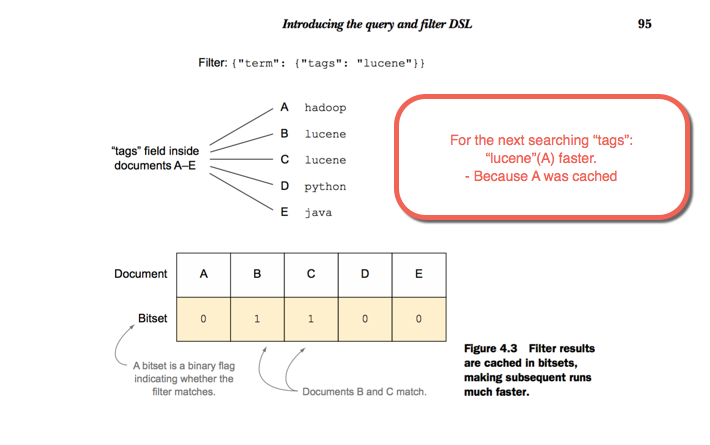 Introducing the query and filter DSL 95
Filter: {"term": {"tags": "lucene"}}
"tags" field inside
documents A–E
A hadoop
B lucene
C lucene
D python
E java
For the next searching “tags”:
“lucene”(A) faster.
- Because A was cached
Document A B C D E
Bitset 0 1 1 0 0
A bitset is a binary flag
indicating whether the
filter matches.
Documents B and C match.
Figure 4.3 Filter results
are cached in bitsets,
making subsequent runs
much faster.